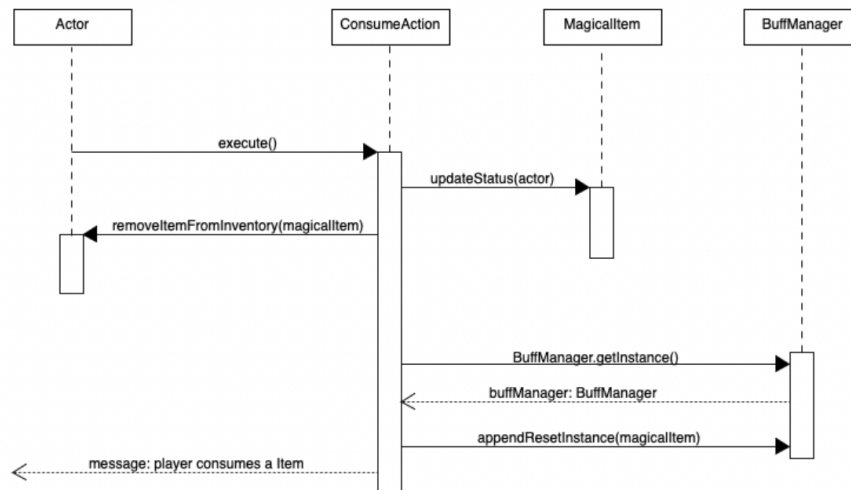 Actor
ConsumeAction
MagicalItem
BuffManager
execute()
updateStatus(actor)
removeItemFromInventory(magicalItem)
BuffManager.getInstance()
buffManager: BuffManager
appendResetInstance(magicalItem)
message: player consumes a Item